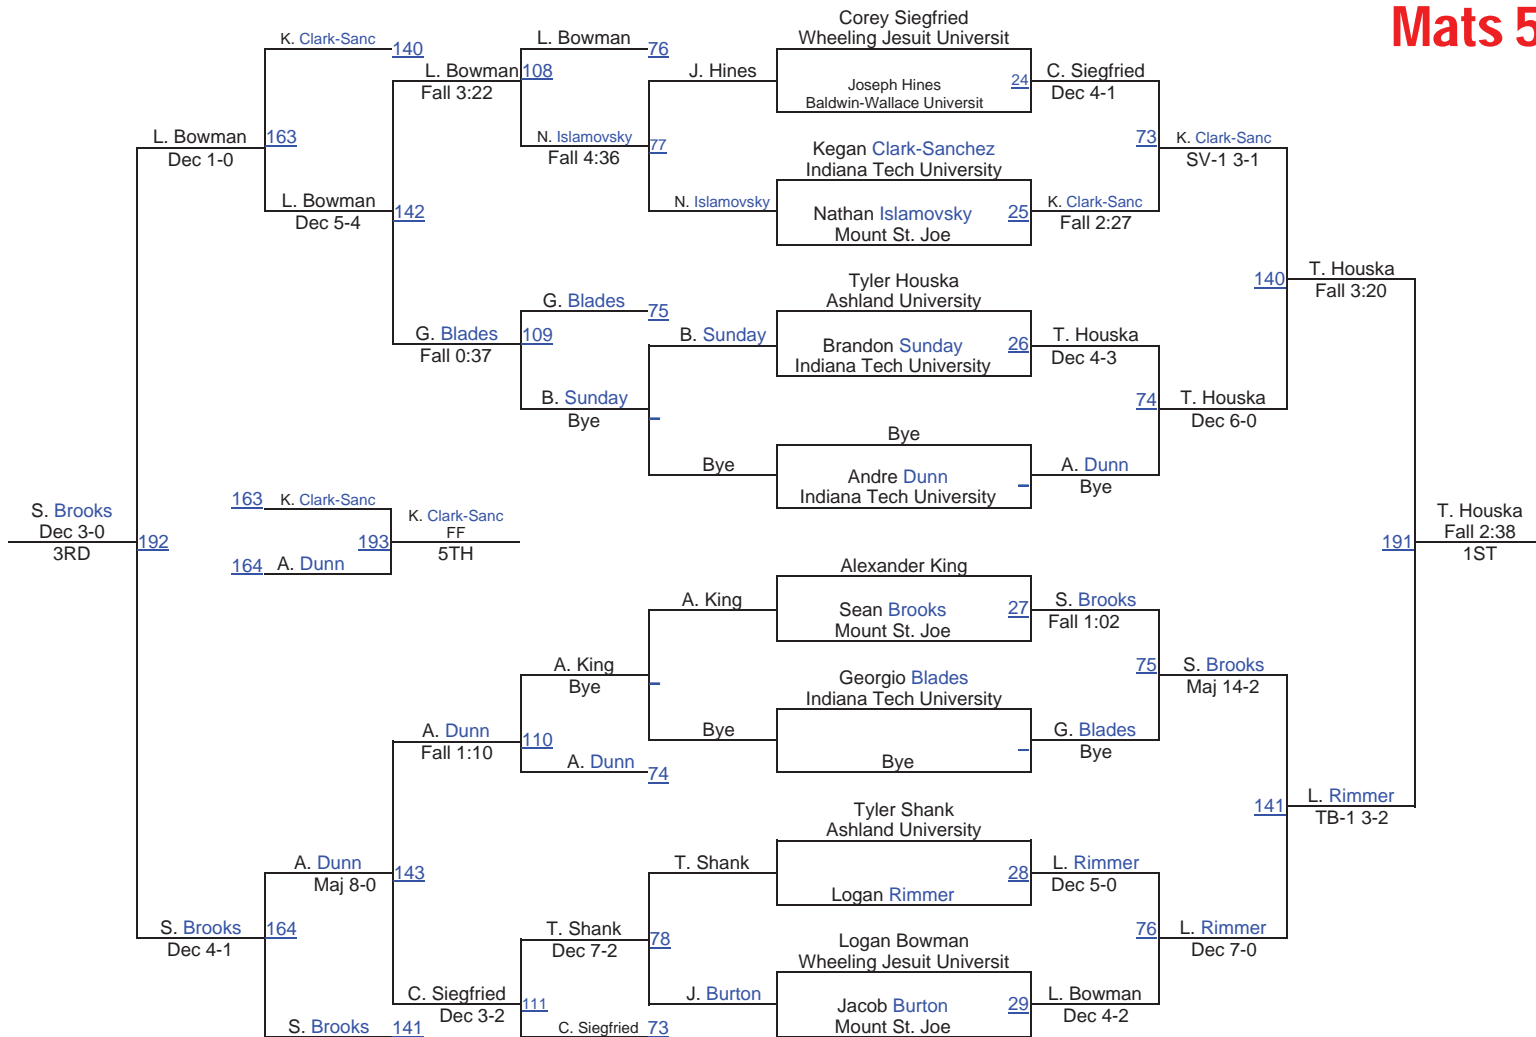 Mats 5
Corey Siegfried
Wheeling Jesuit Universit
K. Clark-Sanc 140
L. Bowman 76
L. Bowman 108
Fall 3:22
J. Hines
Joseph Hines 24
Baldwin-Wallace Universit
C. Siegfried
Dec 4-1
L. Bowman 163
Dec 1-0
N. Islamovsky 77
Fall 4:36
Kegan Clark-Sanchez
Indiana Tech University
73 K. Clark-Sanc
SV-1 3-1
L. Bowman 142
Dec 5-4
N. Islamovsky
Nathan Islamovsky 25
Mount St. Joe
K. Clark-Sanc
Fall 2:27
Tyler Houska
Ashland University
140 T. Houska
Fall 3:20
G. Blades 75
G. Blades 109
Fall 0:37
B. Sunday
Brandon Sunday 26
Indiana Tech University
T. Houska
Dec 4-3
B. Sunday
Bye
74 T. Houska
Dec 6-0
Bye
Bye
Andre Dunn
Indiana Tech University
A. Dunn
Bye
163 K. Clark-Sanc
S. Brooks
Dec 3-0
3RD
192
193
K. Clark-Sanc
FF
5TH
164 A. Dunn
191
T. Houska
Fall 2:38
1ST
Alexander King
A. King
Sean Brooks 27
Mount St. Joe
S. Brooks
Fall 1:02
A. King
Bye
Georgio Blades
Indiana Tech University
75 S. Brooks
Maj 14-2
A. Dunn 110
Fall 1:10
Bye
Bye
G. Blades
Bye
A. Dunn 74
141 L. Rimmer
TB-1 3-2
Tyler Shank
Ashland University
A. Dunn 143
Maj 8-0
T. Shank
Logan Rimmer 28
L. Rimmer
Dec 5-0
S. Brooks 164
Dec 4-1
T. Shank 78
Dec 7-2
Logan Bowman
Wheeling Jesuit Universit
76 L. Rimmer
Dec 7-0
C. Siegfried 111
Dec 3-2
J. Burton
Jacob Burton 29
Mount St. Joe
L. Bowman
Dec 4-2
S. Brooks 141
C. Siegfried 73